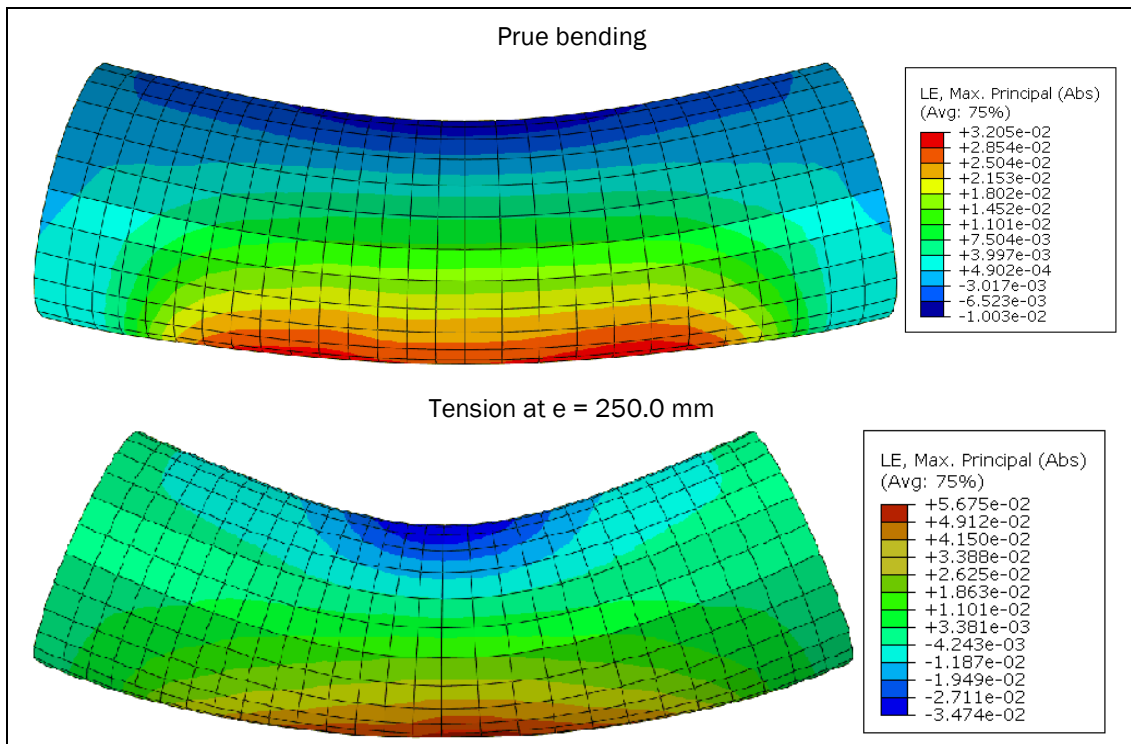 Prue bending
LE, Max. Principal (Abs)
(Avg: 75%)
+3.205e-02
+2.854e-02
+2.504e-02
+2.153e-02
+1.802e-02
+1.452e-02
+1.101e-02
+7.504e-03
+3.997e-03
+4.902e-04
-3.017e-03
-6.523e-03
-1.003e-02
Tension at e = 250.0 mm
LE, Max. Principal (Abs)
(Avg: 75%)
+5.675e-02
+4.912e-02
+4.150e-02
+3.388e-02
+2.625e-02
+1.863e-02
+1.101e-02
+3.381e-03
-4.243e-03
-1.187e-02
-1.949e-02
-2.711e-02
-3.474e-02